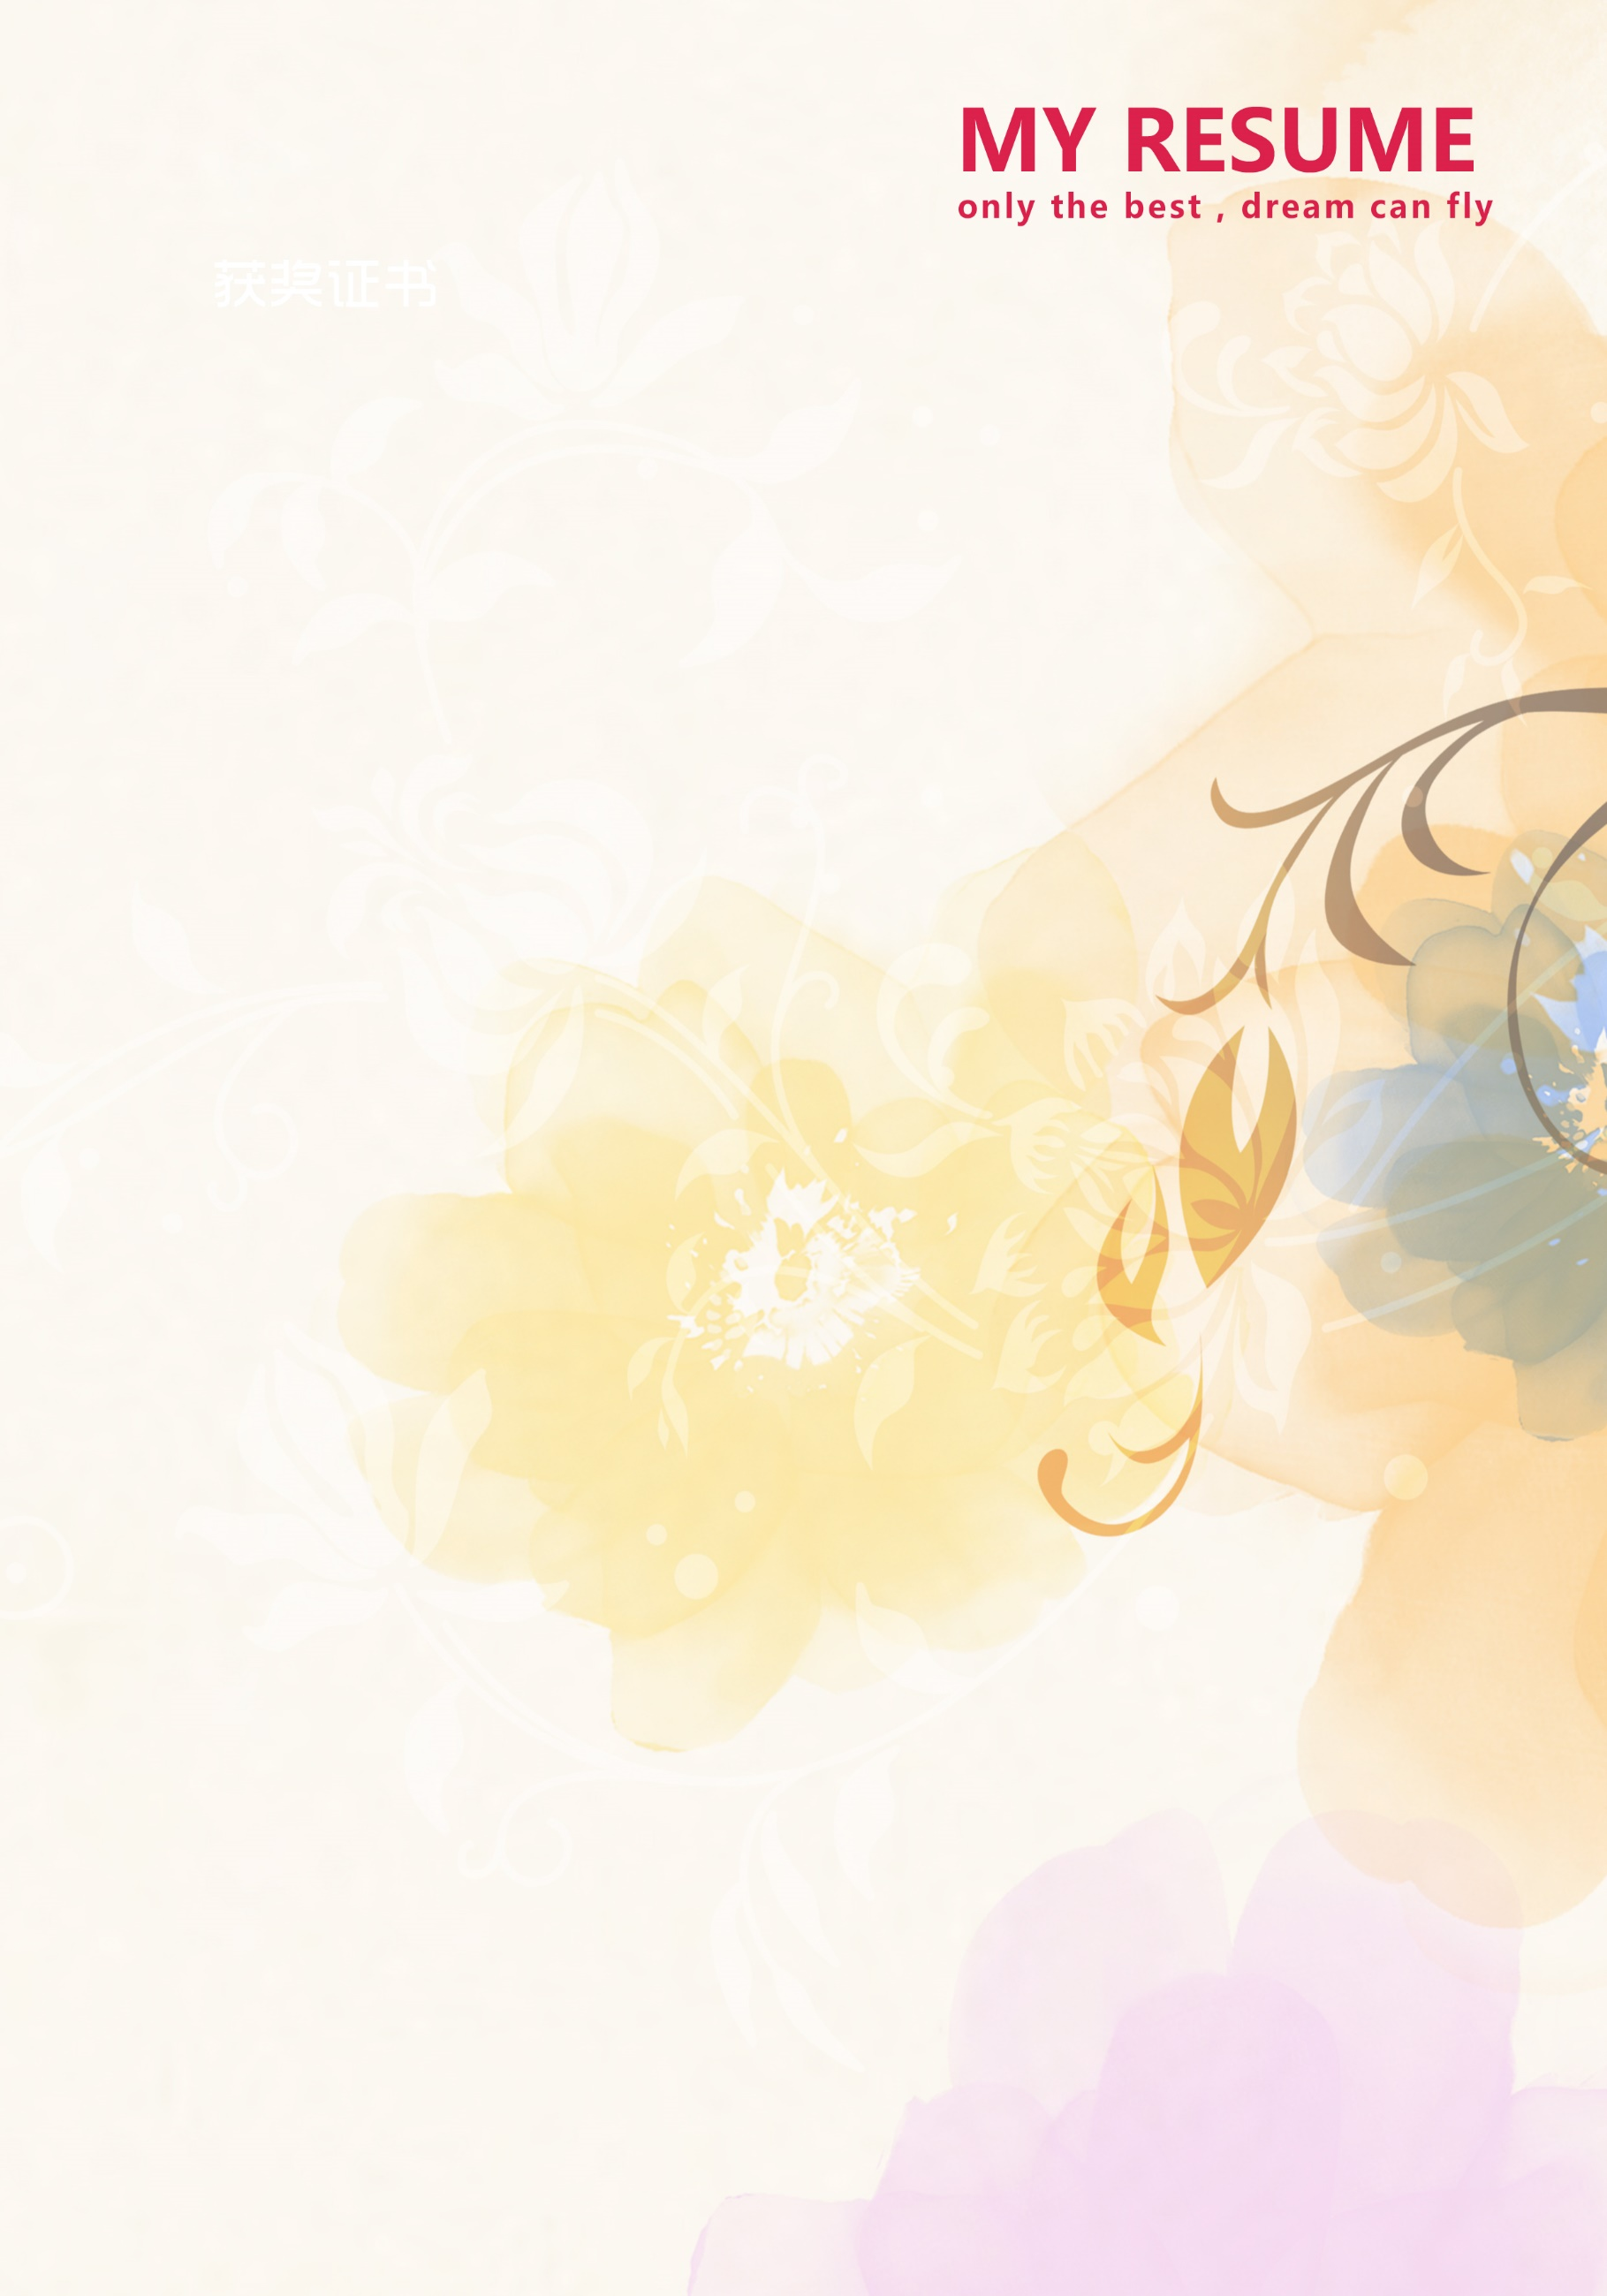 MY RESUME
only the best , dream can fly
获奖证书